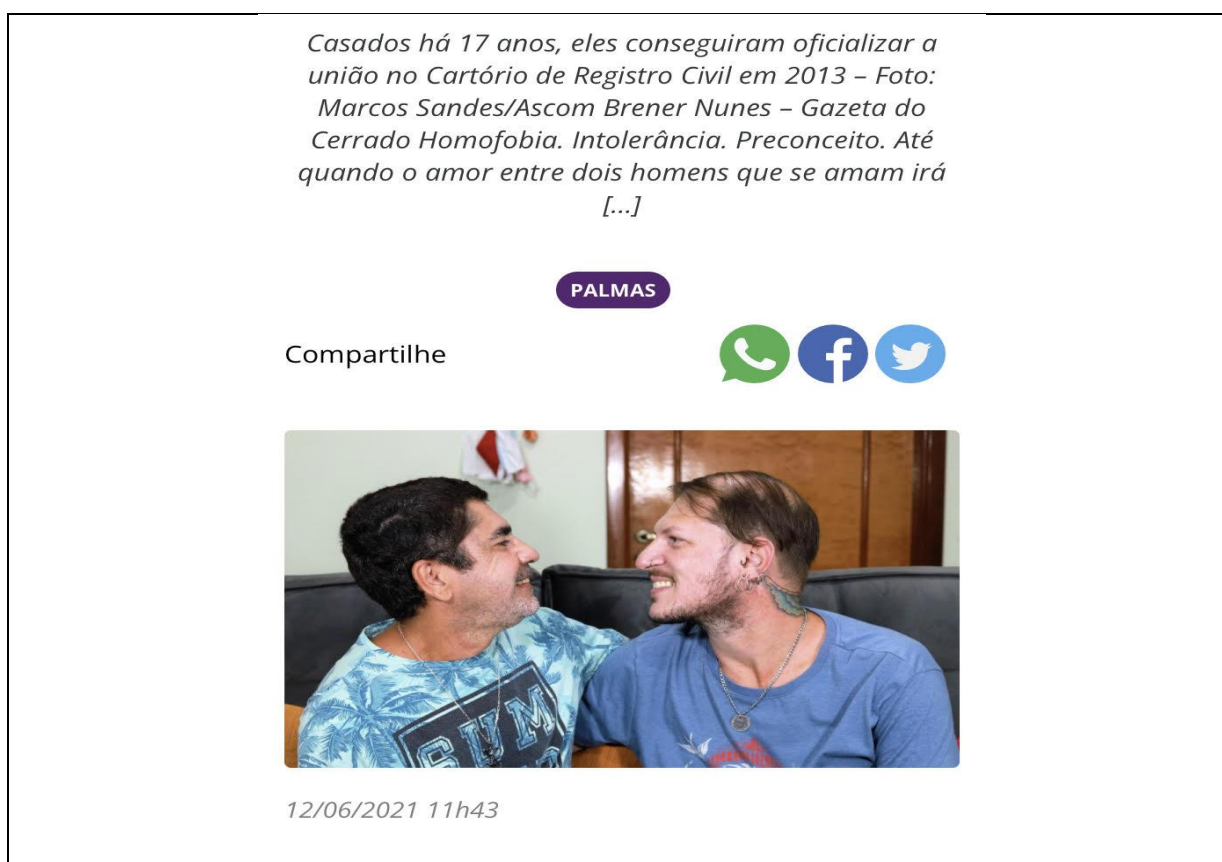 Casados há 17 anos, eles conseguiram oficializar a
união no Cartório de Registro Civil em 2013 – Foto:
Marcos Sandes/Ascom Brener Nunes – Gazeta do
Cerrado Homofobia. Intolerância. Preconceito. Até
quando o amor entre dois homens que se amam irá
[...]
PALMAS
Compartilhe
SUM
12/06/2021 11h43